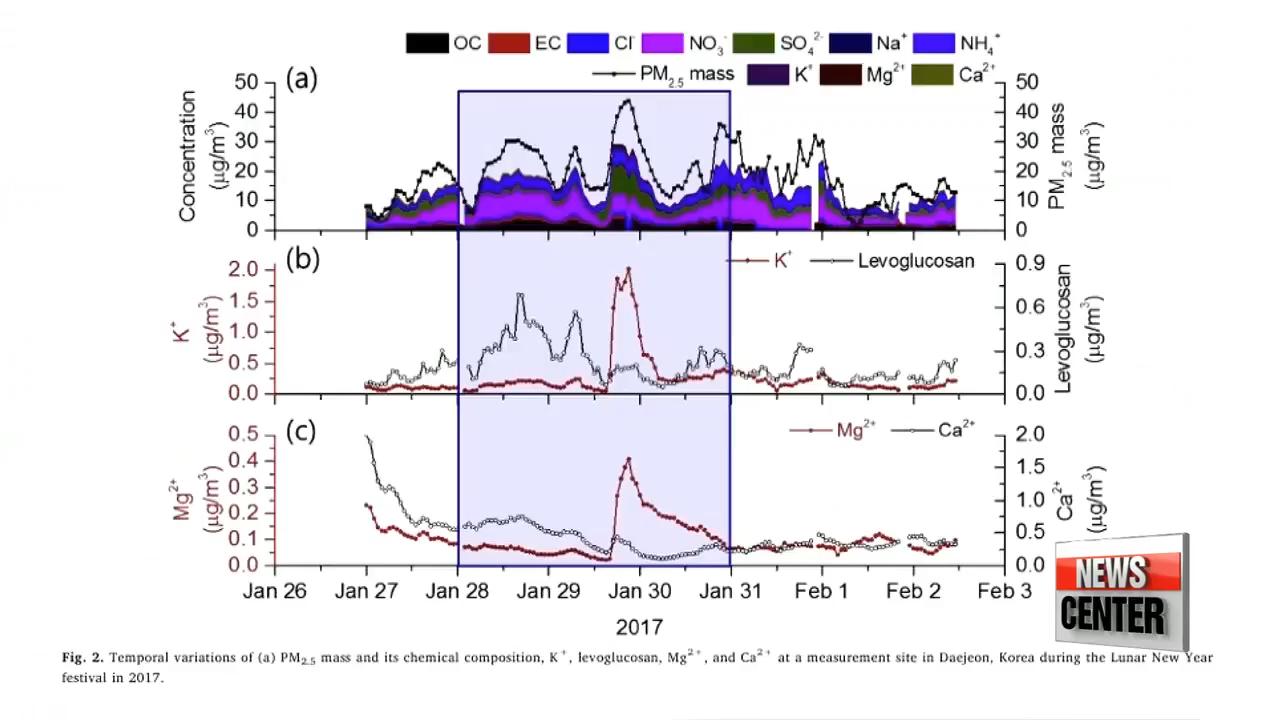 OC EC Cl⁻ NO₃⁻ SO₄²⁻ Na⁺ NH₄⁺
PM₂.₅ mass K⁺ Mg²⁺ Ca²⁺
(a)
Concentration
(μg/m³)
50
40
30
20
10
0
50
40
30
20
10
0
PM₂.₅ mass
(μg/m³)
(b)
K⁺ Levoglucosan
K⁺
(μg/m³)
2.0
1.5
1.0
0.5
0.0
0.9
0.6
0.3
0.0
Levoglucosan
(μg/m³)
(c)
Mg²⁺ Ca²⁺
Mg²⁺
(μg/m³)
0.5
0.4
0.3
0.2
0.1
0.0
2.0
1.5
1.0
0.5
0.0
Ca²⁺
(μg/m³)
Jan 26 Jan 27 Jan 28 Jan 29 Jan 30 Jan 31 Feb 1 Feb 2 Feb 3
2017
NEWS
CENTER
Fig. 2. Temporal variations of (a) PM₂.₅ mass and its chemical composition, K⁺, levoglucosan, Mg²⁺, and Ca²⁺ at a measurement site in Daejeon, Korea during the Lunar New Year
festival in 2017.